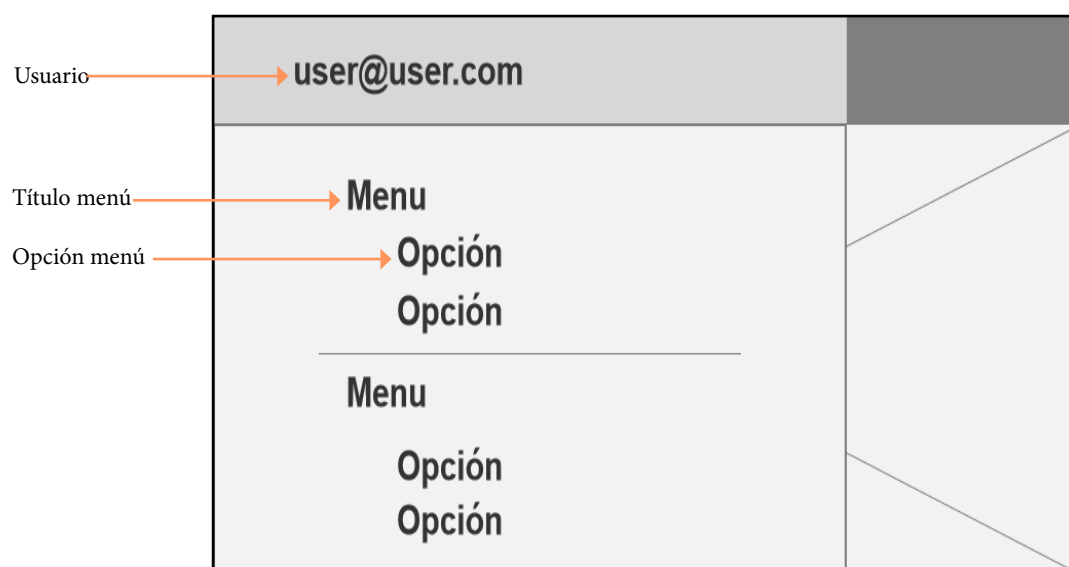 Usuario
user@user.com
Título menú
Menu
Opción menú
Opción
Opción
Menu
Opción
Opción